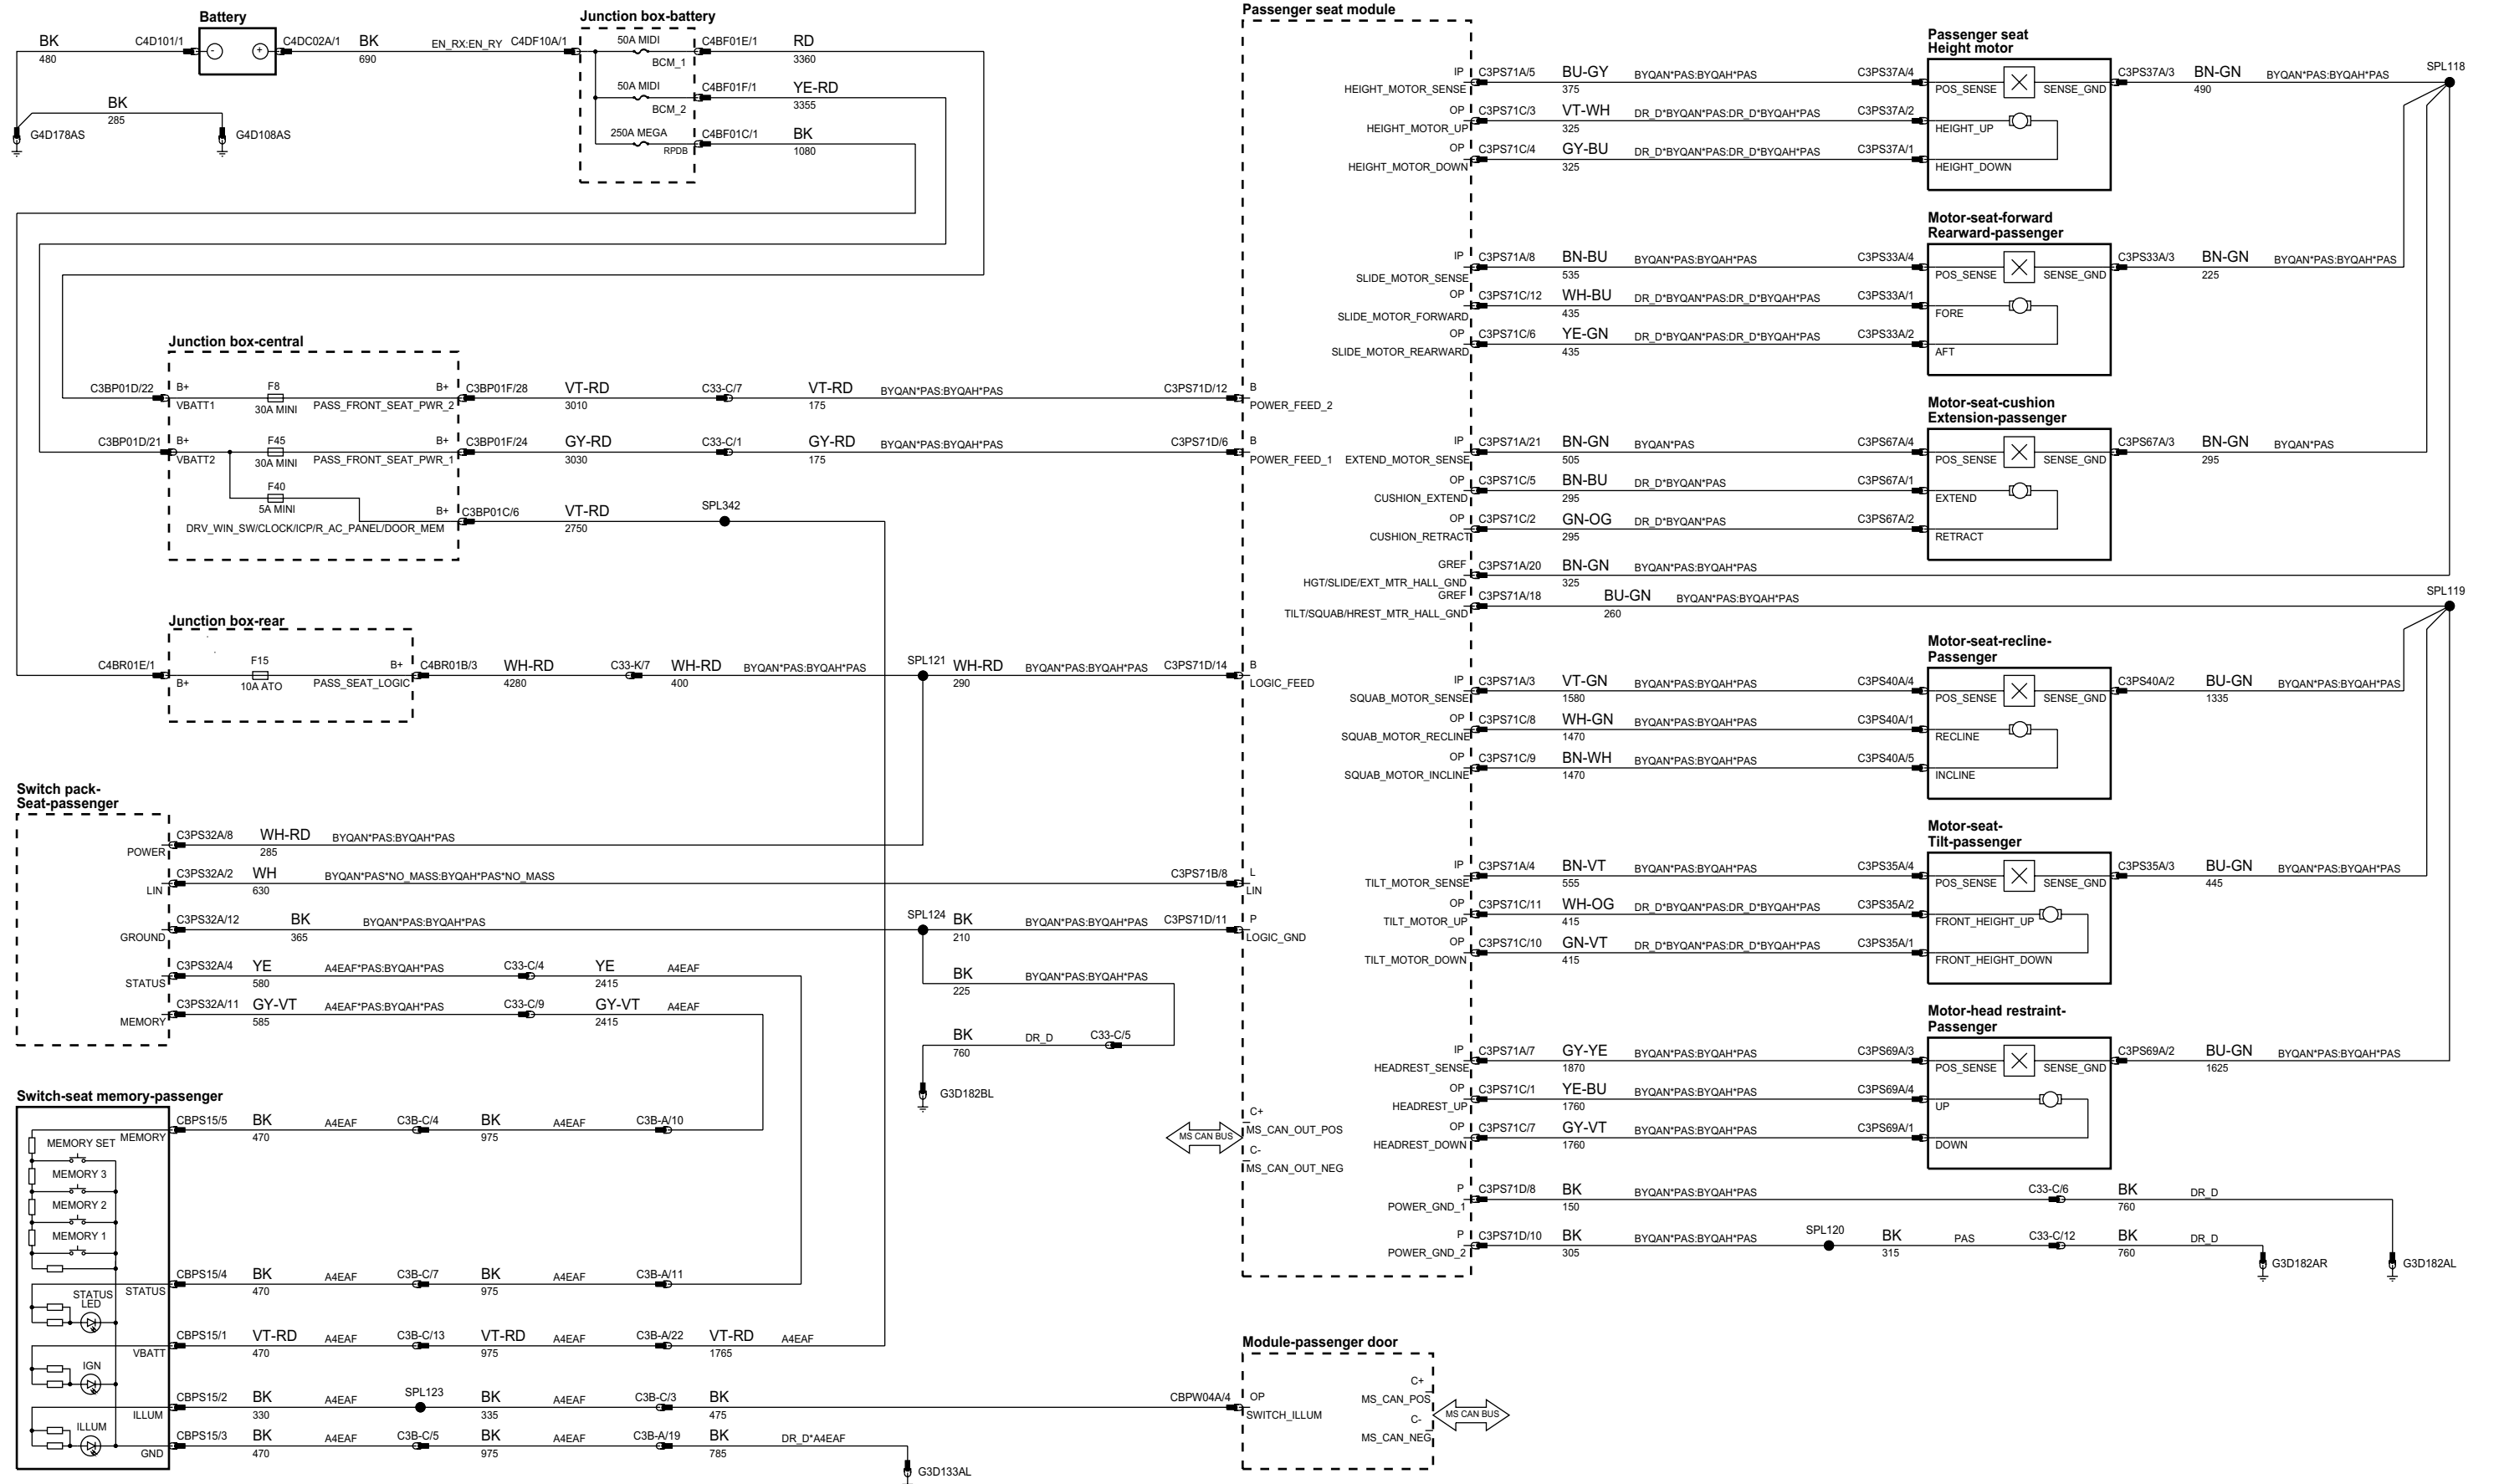 Battery
BK
480
C4D101/1
-
+
C4DC02A/1
BK
690
EN_RX:EN_RY
C4DF10A/1
BK
285
G4D178AS
G4D108AS
Junction box-battery
50A MIDI
BCM_1
C4BF01E/1
RD
3360
50A MIDI
BCM_2
C4BF01F/1
YE-RD
3355
250A MEGA
RPDB
C4BF01C/1
BK
1080
Junction box-central
C3BP01D/22
B+
VBATT1
F8
30A MINI
B+
PASS_FRONT_SEAT_PWR_2
C3BP01F/28
VT-RD
3010
C33-C/7
VT-RD
175
BYQAN*PAS:BYQAH*PAS
C3PS71D/12
B
POWER_FEED_2
C3BP01D/21
B+
VBATT2
F45
30A MINI
B+
PASS_FRONT_SEAT_PWR_1
C3BP01F/24
GY-RD
3030
C33-C/1
GY-RD
175
BYQAN*PAS:BYQAH*PAS
C3PS71D/6
B
POWER_FEED_1
F40
5A MINI
B+
DRV_WIN_SW/CLOCK/ICP/R_AC_PANEL/DOOR_MEM
C3BP01C/6
VT-RD
2750
SPL342
Junction box-rear
C4BR01E/1
B+
F15
10A ATO
B+
PASS_SEAT_LOGIC
C4BR01B/3
WH-RD
4280
C33-K/7
WH-RD
400
BYQAN*PAS:BYQAH*PAS
SPL121
WH-RD
290
BYQAN*PAS:BYQAH*PAS
C3PS71D/14
B
LOGIC_FEED
Switch pack-
Seat-passenger
POWER
C3PS32A/8
WH-RD
285
BYQAN*PAS:BYQAH*PAS
LIN
C3PS32A/2
WH
630
BYQAN*PAS*NO_MASS:BYQAH*PAS*NO_MASS
C3PS71B/8
L
LIN
GROUND
C3PS32A/12
BK
365
BYQAN*PAS:BYQAH*PAS
SPL124
BK
210
BYQAN*PAS:BYQAH*PAS
C3PS71D/11
P
LOGIC_GND
STATUS
C3PS32A/4
YE
580
A4EAF*PAS:BYQAH*PAS
C33-C/4
YE
2415
A4EAF
MEMORY
C3PS32A/11
GY-VT
585
A4EAF*PAS:BYQAH*PAS
C33-C/9
GY-VT
2415
A4EAF
BK
225
BYQAN*PAS:BYQAH*PAS
BK
760
DR_D
C33-C/5
G3D182BL
Switch-seat memory-passenger
MEMORY SET
MEMORY 3
MEMORY 2
MEMORY 1
MEMORY
CBPS15/5
BK
470
A4EAF
C3B-C/4
BK
975
A4EAF
C3B-A/10
STATUS
LED
STATUS
CBPS15/4
BK
470
A4EAF
C3B-C/7
BK
975
A4EAF
C3B-A/11
IGN
VBATT
CBPS15/1
VT-RD
470
A4EAF
C3B-C/13
VT-RD
975
A4EAF
C3B-A/22
VT-RD
1765
A4EAF
ILLUM
CBPS15/2
BK
330
A4EAF
SPL123
BK
335
A4EAF
C3B-C/3
BK
475
CBPW04A/4
OP
SWITCH_ILLUM
ILLUM
GND
CBPS15/3
BK
470
A4EAF
C3B-C/5
BK
975
A4EAF
C3B-A/19
BK
785
DR_D*A4EAF
G3D133AL
Passenger seat module
IP
HEIGHT_MOTOR_SENSE
C3PS71A/5
BU-GY
375
BYQAN*PAS:BYQAH*PAS
C3PS37A/4
OP
HEIGHT_MOTOR_UP
C3PS71C/3
VT-WH
325
DR_D*BYQAN*PAS:DR_D*BYQAH*PAS
C3PS37A/2
OP
HEIGHT_MOTOR_DOWN
C3PS71C/4
GY-BU
325
DR_D*BYQAN*PAS:DR_D*BYQAH*PAS
C3PS37A/1
Passenger seat
Height motor
POS_SENSE
SENSE_GND
HEIGHT_UP
HEIGHT_DOWN
C3PS37A/3
BN-GN
490
BYQAN*PAS:BYQAH*PAS
SPL118
IP
SLIDE_MOTOR_SENSE
C3PS71A/8
BN-BU
535
BYQAN*PAS:BYQAH*PAS
C3PS33A/4
OP
SLIDE_MOTOR_FORWARD
C3PS71C/12
WH-BU
435
DR_D*BYQAN*PAS:DR_D*BYQAH*PAS
C3PS33A/1
OP
SLIDE_MOTOR_REARWARD
C3PS71C/6
YE-GN
435
DR_D*BYQAN*PAS:DR_D*BYQAH*PAS
C3PS33A/2
Motor-seat-forward
Rearward-passenger
POS_SENSE
SENSE_GND
FORE
AFT
C3PS33A/3
BN-GN
225
BYQAN*PAS:BYQAH*PAS
IP
EXTEND_MOTOR_SENSE
C3PS71A/21
BN-GN
505
BYQAN*PAS
C3PS67A/4
OP
CUSHION_EXTEND
C3PS71C/5
BN-BU
295
DR_D*BYQAN*PAS
C3PS67A/1
OP
CUSHION_RETRACT
C3PS71C/2
GN-OG
295
DR_D*BYQAN*PAS
C3PS67A/2
Motor-seat-cushion
Extension-passenger
POS_SENSE
SENSE_GND
EXTEND
RETRACT
C3PS67A/3
BN-GN
295
BYQAN*PAS
GREF
HGT/SLIDE/EXT_MTR_HALL_GND
C3PS71A/20
BN-GN
325
BYQAN*PAS:BYQAH*PAS
GREF
TILT/SQUAB/HREST_MTR_HALL_GND
C3PS71A/18
BU-GN
260
BYQAN*PAS:BYQAH*PAS
SPL119
IP
SQUAB_MOTOR_SENSE
C3PS71A/3
VT-GN
1580
BYQAN*PAS:BYQAH*PAS
C3PS40A/4
OP
SQUAB_MOTOR_RECLINE
C3PS71C/8
WH-GN
1470
BYQAN*PAS:BYQAH*PAS
C3PS40A/1
OP
SQUAB_MOTOR_INCLINE
C3PS71C/9
BN-WH
1470
BYQAN*PAS:BYQAH*PAS
C3PS40A/5
Motor-seat-recline-
Passenger
POS_SENSE
SENSE_GND
RECLINE
INCLINE
C3PS40A/2
BU-GN
1335
BYQAN*PAS:BYQAH*PAS
IP
TILT_MOTOR_SENSE
C3PS71A/4
BN-VT
555
BYQAN*PAS:BYQAH*PAS
C3PS35A/4
OP
TILT_MOTOR_UP
C3PS71C/11
WH-OG
415
DR_D*BYQAN*PAS:DR_D*BYQAH*PAS
C3PS35A/2
OP
TILT_MOTOR_DOWN
C3PS71C/10
GN-VT
415
DR_D*BYQAN*PAS:DR_D*BYQAH*PAS
C3PS35A/1
Motor-seat-
Tilt-passenger
POS_SENSE
SENSE_GND
FRONT_HEIGHT_UP
FRONT_HEIGHT_DOWN
C3PS35A/3
BU-GN
445
BYQAN*PAS:BYQAH*PAS
IP
HEADREST_SENSE
C3PS71A/7
GY-YE
1870
BYQAN*PAS:BYQAH*PAS
C3PS69A/3
OP
HEADREST_UP
C3PS71C/1
YE-BU
1760
BYQAN*PAS:BYQAH*PAS
C3PS69A/4
OP
HEADREST_DOWN
C3PS71C/7
GY-VT
1760
BYQAN*PAS:BYQAH*PAS
C3PS69A/1
Motor-head restraint-
Passenger
POS_SENSE
SENSE_GND
UP
DOWN
C3PS69A/2
BU-GN
1625
BYQAN*PAS:BYQAH*PAS
MS CAN BUS
C+
MS_CAN_OUT_POS
C-
MS_CAN_OUT_NEG
P
POWER_GND_1
C3PS71D/8
BK
150
BYQAN*PAS:BYQAH*PAS
C33-C/6
BK
760
DR_D
P
POWER_GND_2
C3PS71D/10
BK
305
BYQAN*PAS:BYQAH*PAS
SPL120
BK
315
PAS
C33-C/12
BK
760
DR_D
G3D182AR
G3D182AL
Module-passenger door
C+
MS_CAN_POS
C-
MS_CAN_NEG
MS CAN BUS